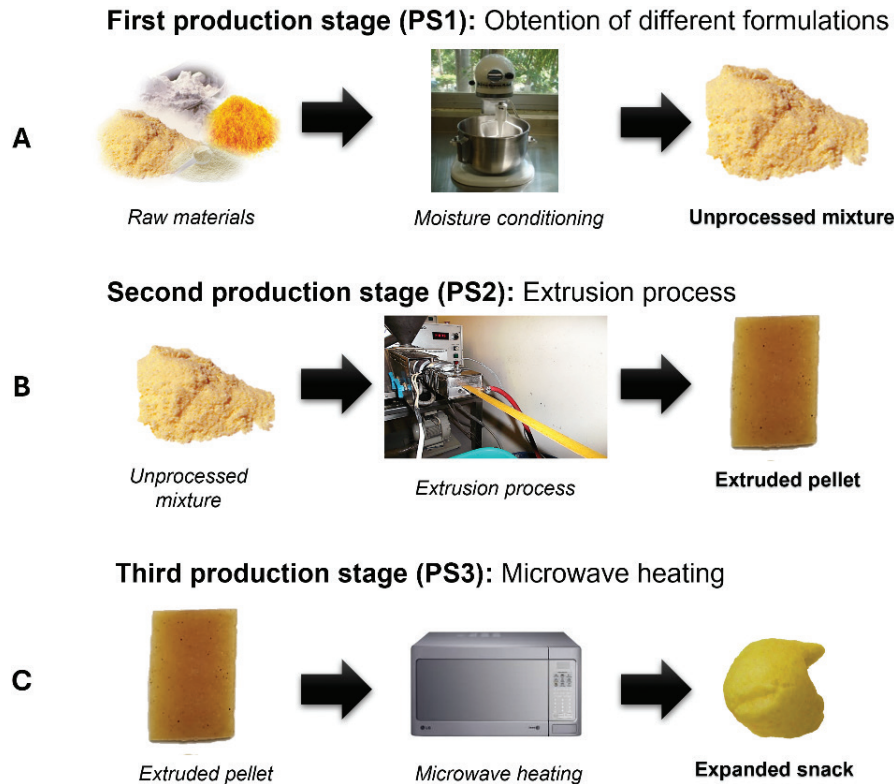 First production stage (PS1): Obtention of different formulations
A
Raw materials
Moisture conditioning
Unprocessed mixture
Second production stage (PS2): Extrusion process
B
Unprocessed
mixture
Extrusion process
Extruded pellet
Third production stage (PS3): Microwave heating
C
LG
Extruded pellet
Microwave heating
Expanded snack